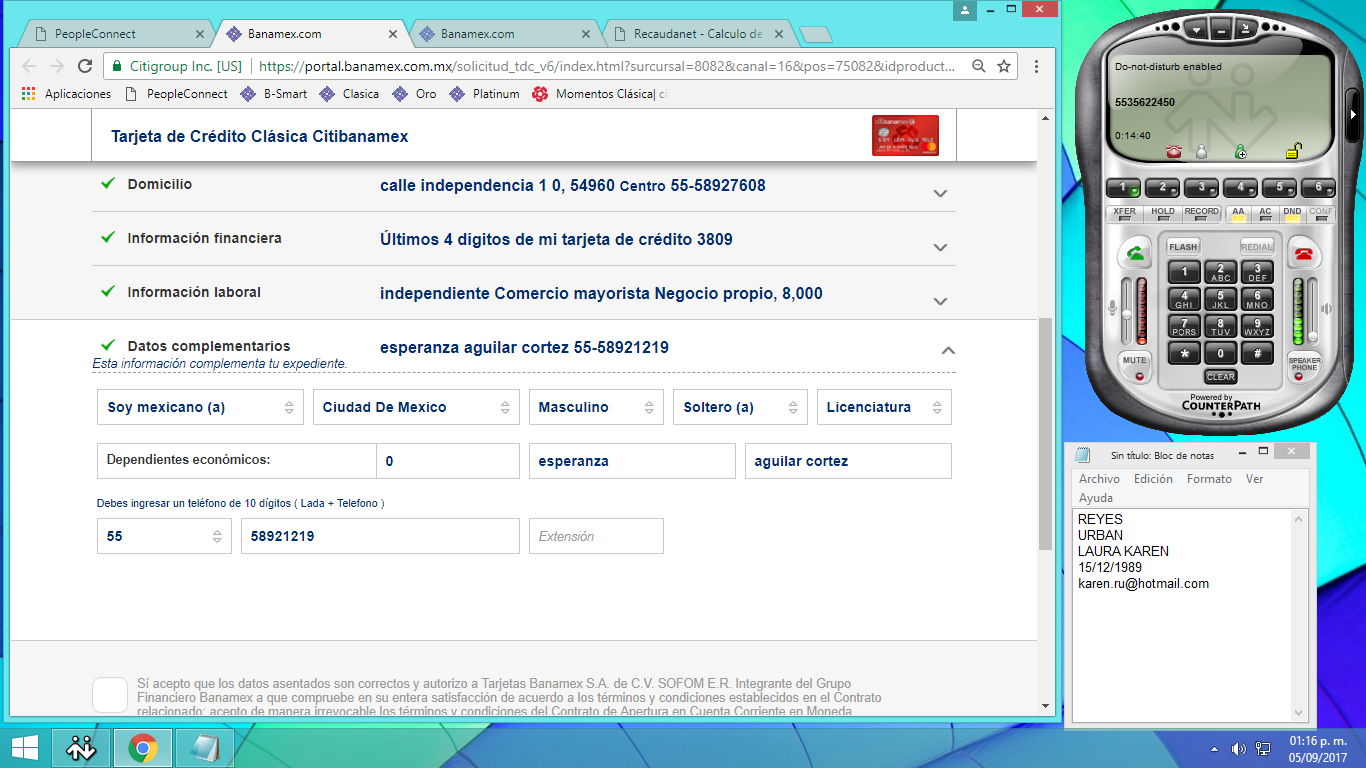 PeopleConnect
Banamex.com
Banamex.com
Recaudanet - Calculo de
Citigroup Inc. [US]
https://portal.banamex.com.mx/solicitud_tdc_v6/index.html?surcursal=8082&canal=16&pos=75082&idproduct...
Aplicaciones
PeopleConnect
B-Smart
Clasica
Oro
Platinum
Momentos Clásica| ci
Tarjeta de Crédito Clásica Citibanamex
citibanamex
Domicilio
calle independencia 1 0, 54960 Centro 55-58927608
Información financiera
Últimos 4 dígitos de mi tarjeta de crédito 3809
Información laboral
independiente Comercio mayorista Negocio propio, 8,000
Datos complementarios
esperanza aguilar cortez 55-58921219
Esta información complementa tu expediente.
Soy mexicano (a)
Ciudad De Mexico
Masculino
Soltero (a)
Licenciatura
Dependientes económicos:
0
esperanza
aguilar cortez
Debes ingresar un teléfono de 10 dígitos ( Lada + Telefono )
55
58921219
Extensión
Sí acepto que los datos asentados son correctos y autorizo a Tarjetas Banamex S.A. de C.V. SOFOM E.R. Integrante del Grupo
Financiero Banamex a que compruebe en su entera satisfacción de acuerdo a los términos y condiciones establecidos en el Contrato
relacionado; acepto de manera irrevocable los términos y condiciones del Contrato de Apertura en Cuenta Corriente en Moneda
Do-not-disturb enabled
5535622450
0:14:40
1 2 3 4 5 6
XFER HOLD RECORD AA AC DND CONF
FLASH REDIAL
1 2 ABC 3 DEF
4 GHI 5 JKL 6 MNO
7 PQRS 8 TUV 9 WXYZ
* 0 #
MUTE
SPEAKER PHONE
CLEAR
Powered by
COUNTERPATH
Sin título: Bloc de notas
Archivo Edición Formato Ver
Ayuda
REYES
URBAN
LAURA KAREN
15/12/1989
karen.ru@hotmail.com
01:16 p. m.
05/09/2017